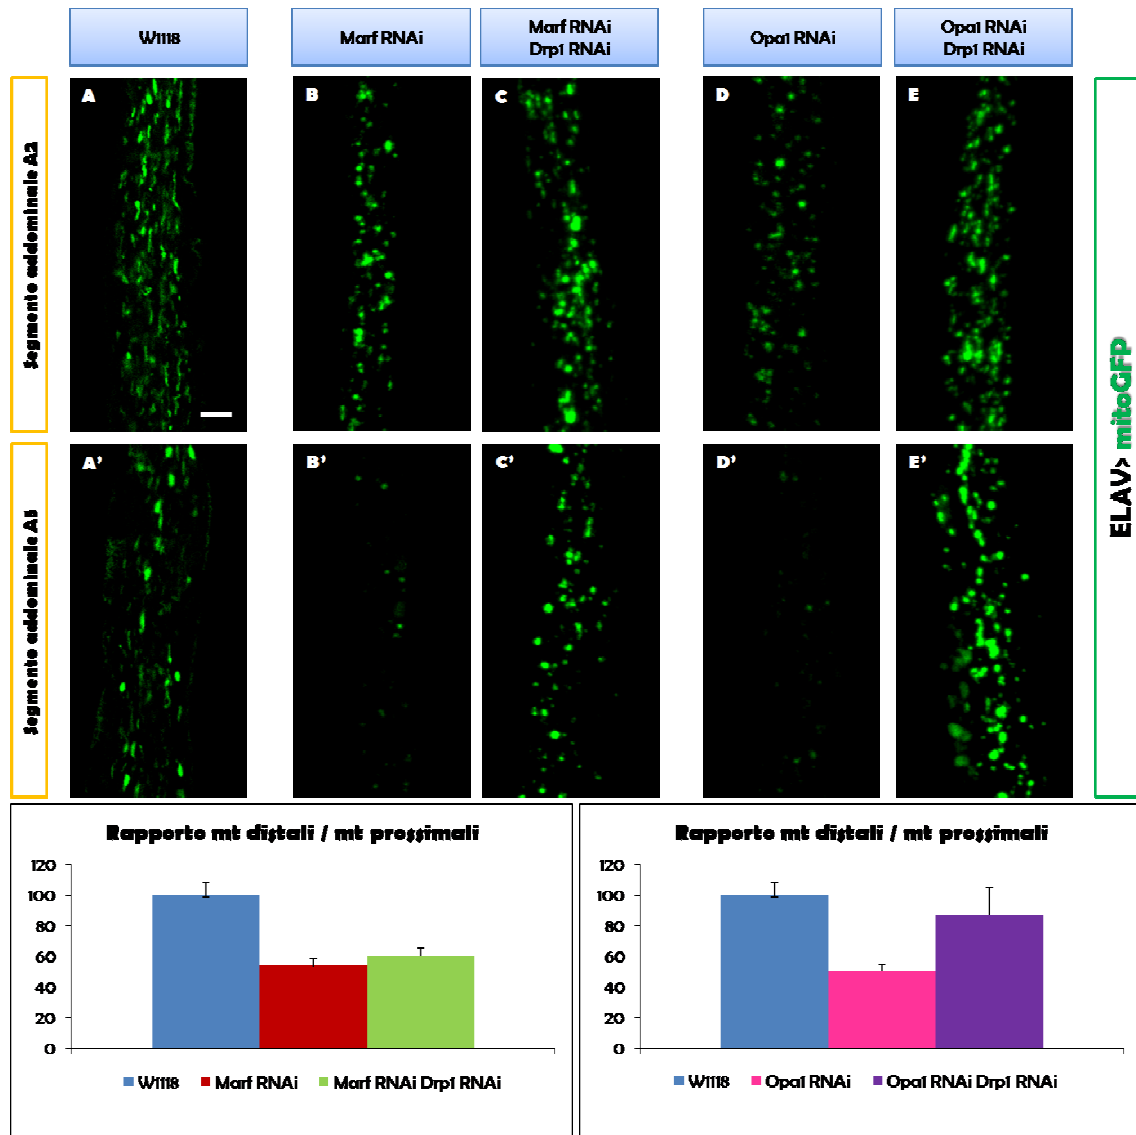 W1118
Marf RNAi
Marf RNAi
Drp1 RNAi
Opa1 RNAi
Opa1 RNAi
Drp1 RNAi
Segmento addominale A2
A
B
C
D
E
Segmento addominale A5
A'
B'
C'
D'
E'
ELAV> mitoGFP
Rapporto mt distali / mt prossimali
120
100
80
60
40
20
0
W1118
Marf RNAi
Marf RNAi Drp1 RNAi
Rapporto mt distali / mt prossimali
120
100
80
60
40
20
0
W1118
Opa1 RNAi
Opa1 RNAi Drp1 RNAi